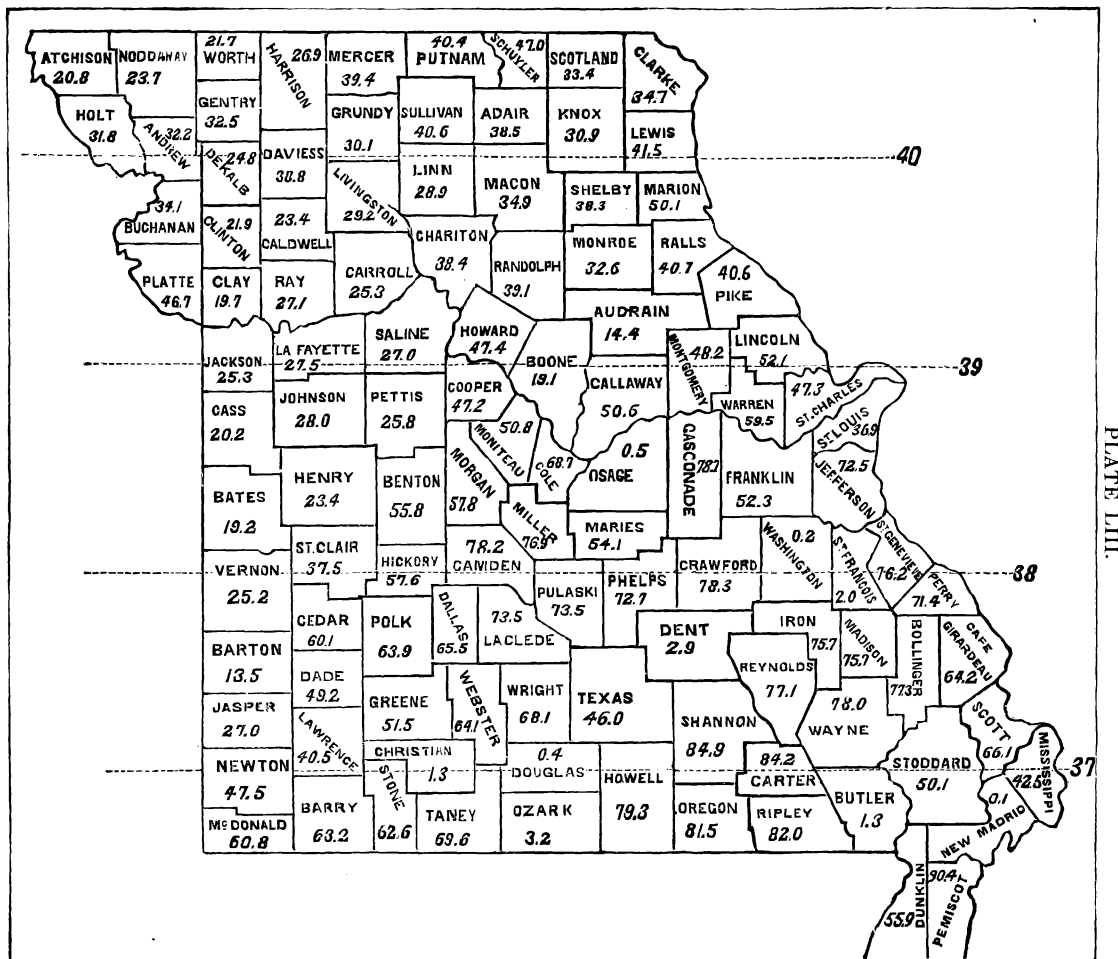 ATCHISON
20.8
NODDAWAY
23.7
21.7
WORTH
HARRISON
26.9
MERCER
39.4
40.4
PUTNAM
SCHUYLER
47.0
SCOTLAND
33.4
CLARKE
34.7
HOLT
31.8
ANDREW
32.2
GENTRY
32.5
DEKALB
24.8
DAVIESS
30.8
GRUNDY
30.1
SULLIVAN
40.6
ADAIR
38.5
KNOX
30.9
LEWIS
41.5
40
34.1
BUCHANAN
CLINTON
21.9
23.4
CALDWELL
LIVINGSTON
29.2
LINN
28.9
MACON
34.9
SHELBY
38.3
MARION
50.1
PLATTE
46.7
CLAY
19.7
RAY
27.1
CARROLL
25.3
CHARITON
38.4
RANDOLPH
39.1
MONROE
32.6
RALLS
40.7
40.6
PIKE
JACKSON
25.3
LA FAYETTE
27.5
SALINE
27.0
HOWARD
47.4
BOONE
19.1
AUDRAIN
14.4
MONTGOMERY
48.2
LINCOLN
52.1
39
CASS
20.2
JOHNSON
28.0
PETTIS
25.8
COOPER
47.2
CALLAWAY
50.6
WARREN
59.5
47.3
ST. CHARLES
ST. LOUIS
36.9
BATES
19.2
HENRY
23.4
BENTON
55.8
MORGAN
57.8
MONITEAU
50.8
COLE
68.7
0.5
OSAGE
GASCONADE
FRANKLIN
52.3
72.5
JEFFERSON
PLATE LIII.
VERNON
25.2
ST. CLAIR
37.5
HICKORY
57.6
78.2
CAMDEN
MILLER
76.9
MARIES
54.1
PULASKI
73.5
PHELPS
72.7
CRAWFORD
78.3
0.2
WASHINGTON
ST. FRANCOIS
2.0
ST. GENEVIEVE
76.2
PERRY
71.4
38
BARTON
13.5
CEDAR
60.1
POLK
63.9
DALLAS
65.5
73.5
LACLEDE
DENT
2.9
IRON
75.7
MADISON
75.7
BOLLINGER
77.3
CAPE
GIRARDEAU
64.2
JASPER
27.0
DADE
49.2
GREENE
51.5
WEBSTER
64.1
WRIGHT
68.1
TEXAS
46.0
SHANNON
84.9
REYNOLDS
77.1
78.0
WAYNE
SCOTT
66.1
MISSISSIPPI
42.5
NEWTON
47.5
LAWRENCE
40.5
CHRISTIAN
1.3
STONE
62.6
0.4
DOUGLAS
HOWELL
79.3
84.2
CARTER
STODDARD
50.1
37
McDONALD
60.8
BARRY
63.2
TANEY
69.6
OZARK
3.2
OREGON
81.5
RIPLEY
82.0
BUTLER
1.3
0.1
NEW MADRID
DUNKLIN
55.9
90.4
PEMISCOT